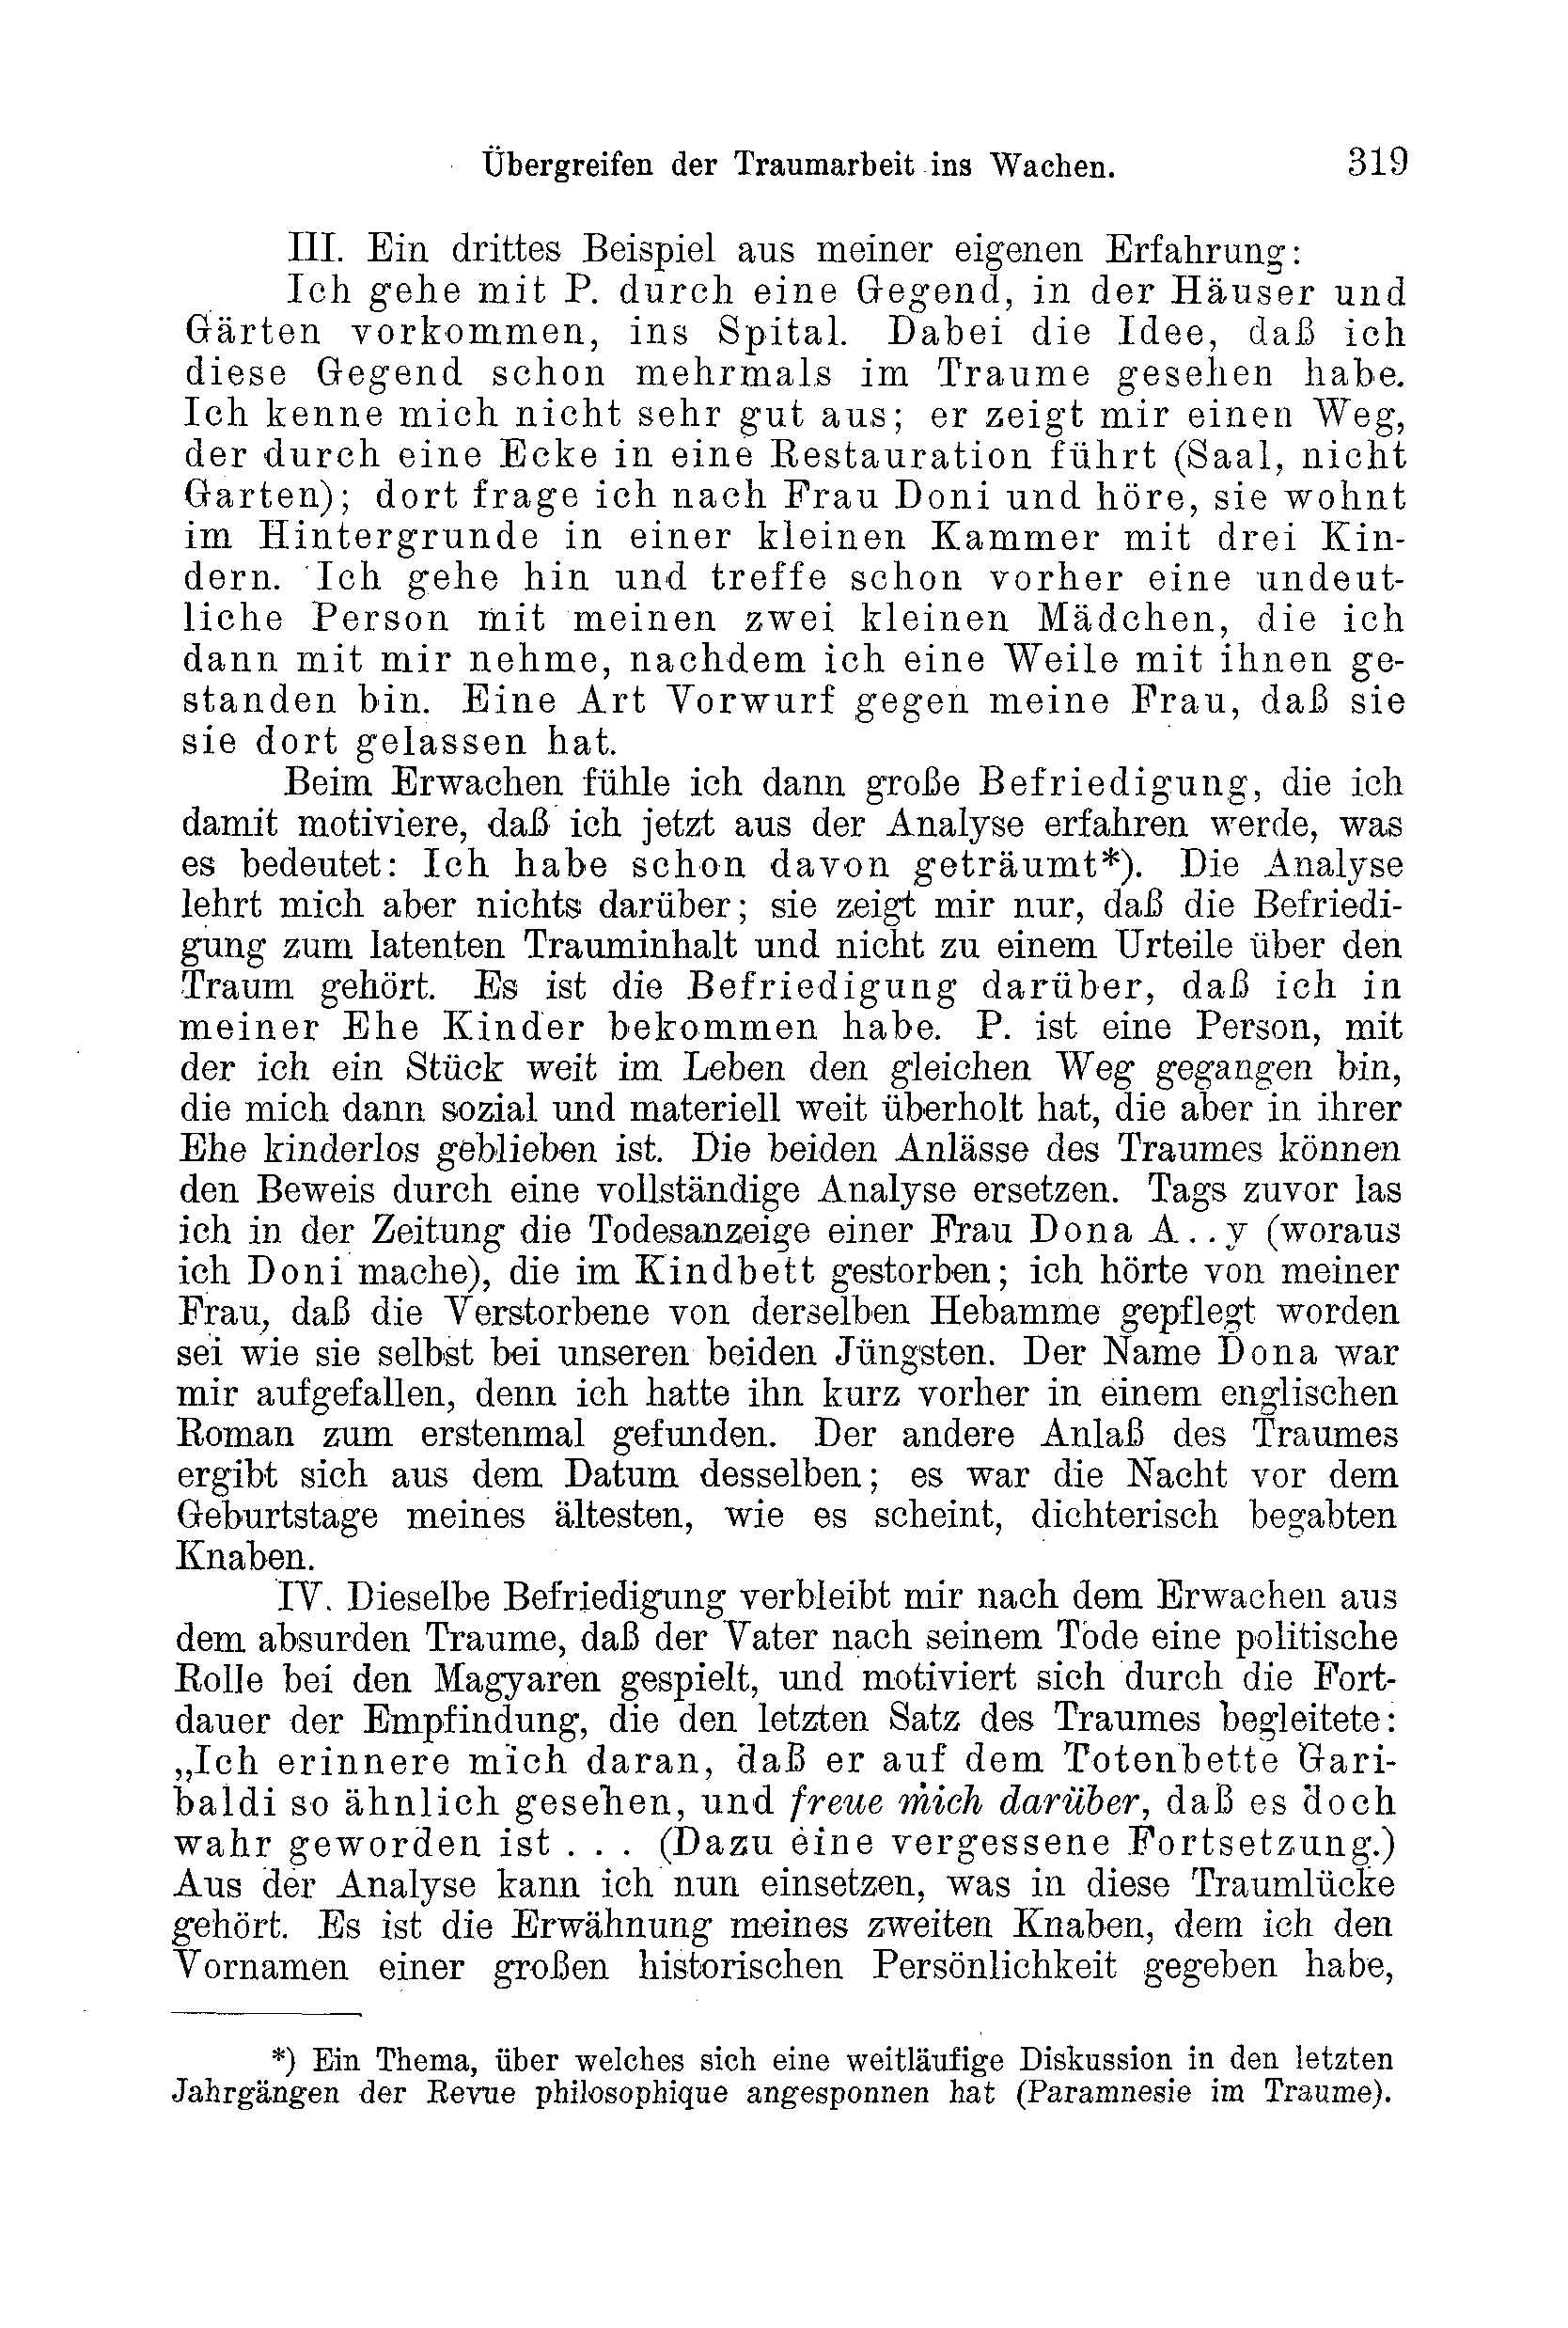 Übergreifen der Traumarbeit ins Wachen. 319
III. Ein drittes Beispiel aus meiner eigenen Erfahrung:
Ich gehe mit P. durch eine Gegend, in der Häuser und
Gärten vorkommen, ins Spital. Dabei die Idee, daß ich
diese Gegend schon mehrmals im Traume gesehen habe.
Ich kenne mich nicht sehr gut aus; er zeigt mir einen Weg,
der durch eine Ecke in eine Restauration führt (Saal, nicht
Garten); dort frage ich nach Frau Doni und höre, sie wohnt
im Hintergrunde in einer kleinen Kammer mit drei Kin-
dern. Ich gehe hin und treffe schon vorher eine undeut-
liche Person mit meinen zwei kleinen Mädchen, die ich
dann mit mir nehme, nachdem ich eine Weile mit ihnen ge-
standen bin. Eine Art Vorwurf gegen meine Frau, daß sie
sie dort gelassen hat.
Beim Erwachen fühle ich dann große Befriedigung, die ich
damit motiviere, daß ich jetzt aus der Analyse erfahren werde, was
es bedeutet: Ich habe schon davon geträumt*). Die Analyse
lehrt mich aber nichts darüber; sie zeigt mir nur, daß die Befriedi-
gung zum latenten Trauminhalt und nicht zu einem Urteile über den
Traum gehört. Es ist die Befriedigung darüber, daß ich in
meiner Ehe Kinder bekommen habe. P. ist eine Person, mit
der ich ein Stück weit im Leben den gleichen Weg gegangen bin,
die mich dann sozial und materiell weit überholt hat, die aber in ihrer
Ehe kinderlos geblieben ist. Die beiden Anlässe des Traumes können
den Beweis durch eine vollständige Analyse ersetzen. Tags zuvor las
ich in der Zeitung die Todesanzeige einer Frau Dona A..y (woraus
ich Doni mache), die im Kindbett gestorben; ich hörte von meiner
Frau, daß die Verstorbene von derselben Hebamme gepflegt worden
sei wie sie selbst bei unseren beiden Jüngsten. Der Name Dona war
mir aufgefallen, denn ich hatte ihn kurz vorher in einem englischen
Roman zum erstenmal gefunden. Der andere Anlaß des Traumes
ergibt sich aus dem Datum desselben; es war die Nacht vor dem
Geburtstage meines ältesten, wie es scheint, dichterisch begabten
Knaben.
IV. Dieselbe Befriedigung verbleibt mir nach dem Erwachen aus
dem absurden Traume, daß der Vater nach seinem Tode eine politische
Rolle bei den Magyaren gespielt, und motiviert sich durch die Fort-
dauer der Empfindung, die den letzten Satz des Traumes begleitete:
„Ich erinnere mich daran, daß er auf dem Totenbette Gari-
baldi so ähnlich gesehen, und freue mich darüber, daß es doch
wahr geworden ist . . . (Dazu eine vergessene Fortsetzung.)
Aus der Analyse kann ich nun einsetzen, was in diese Traumlücke
gehört. Es ist die Erwähnung meines zweiten Knaben, dem ich den
Vornamen einer großen historischen Persönlichkeit gegeben habe,
*) Ein Thema, über welches sich eine weitläufige Diskussion in den letzten
Jahrgängen der Revue philosophique angesponnen hat (Paramnesie im Traume).